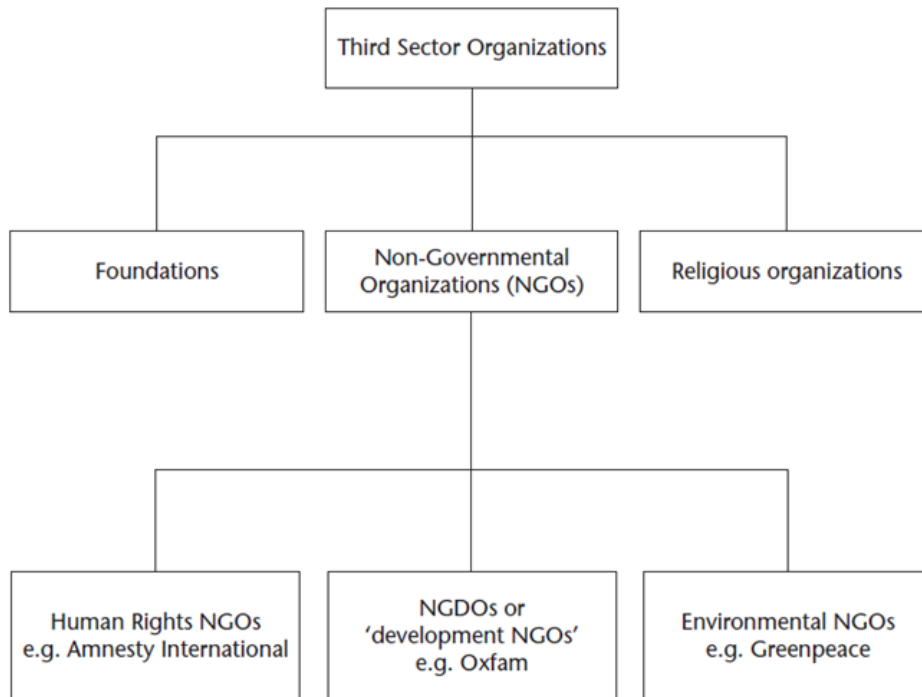 Third Sector Organizations
Foundations
Non-Governmental
Organizations (NGOs)
Religious organizations
Human Rights NGOs
e.g. Amnesty International
NGDOs or
‘development NGOs’
e.g. Oxfam
Environmental NGOs
e.g. Greenpeace